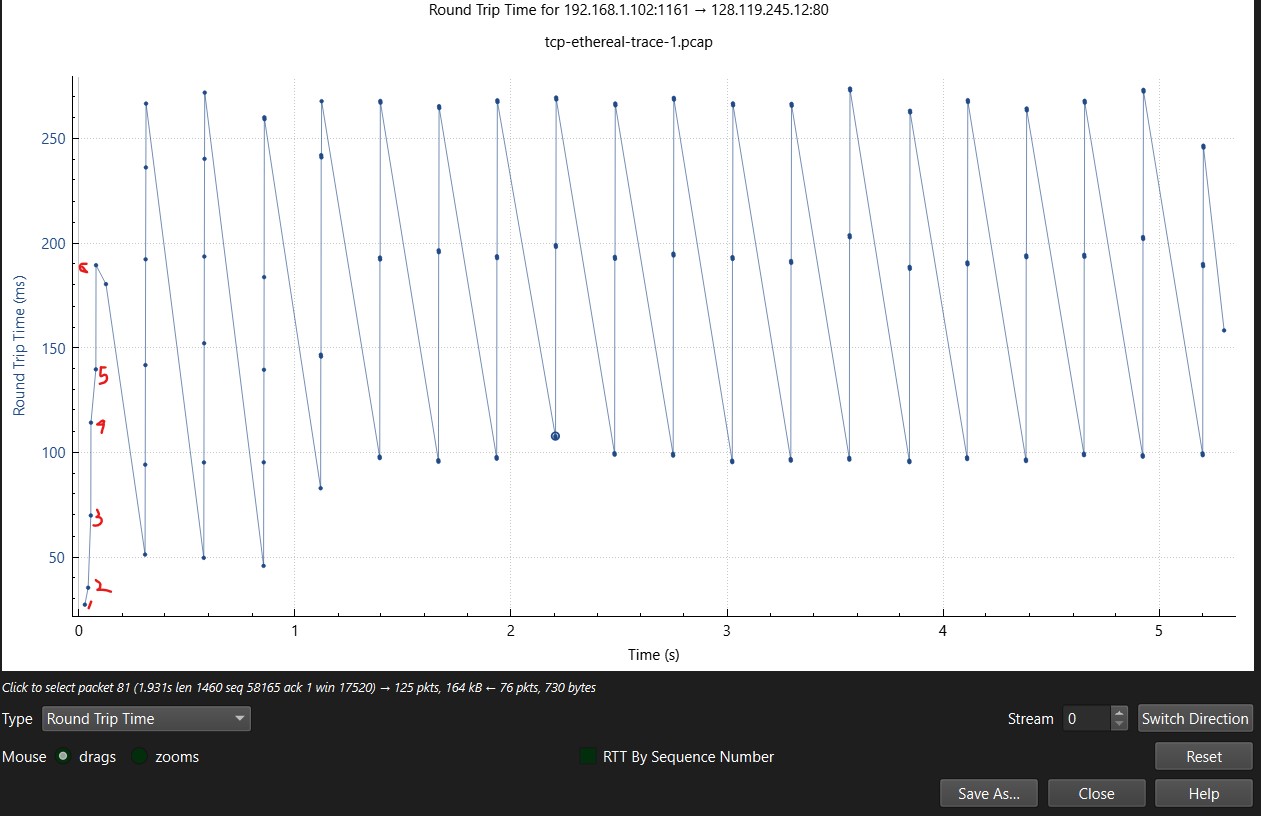 Round Trip Time for 192.168.1.102:1161 → 128.119.245.12:80
tcp-ethereal-trace-1.pcap
250
200
150
100
50
Round Trip Time (ms)
6
5
4
3
2
1
0 1 2 3 4 5
Time (s)
Click to select packet 81 (1.931s len 1460 seq 58165 ack 1 win 17520) → 125 pkts, 164 kB ← 76 pkts, 730 bytes
Type Round Trip Time Stream 0 Switch Direction
Mouse drags zooms RTT By Sequence Number Reset
Save As... Close Help